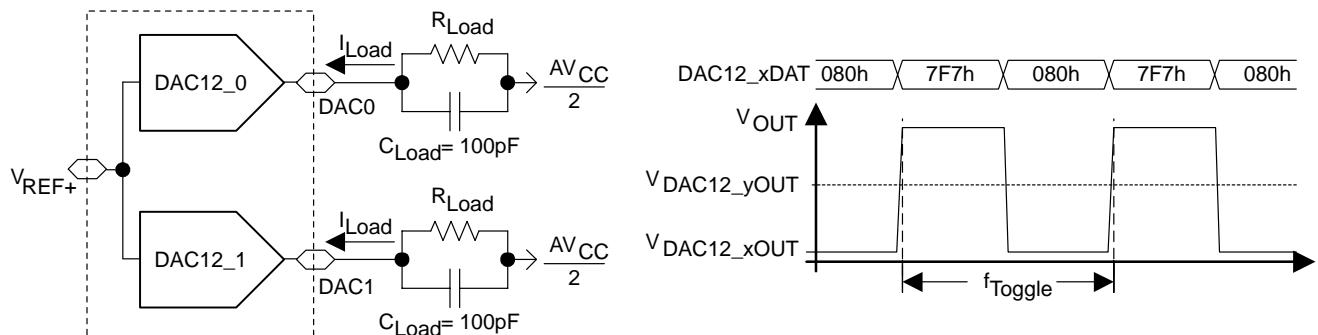 DAC12_0
DAC0
I Load
R Load
C Load = 100pF
AV CC
2
V REF+
DAC12_1
DAC1
I Load
R Load
C Load = 100pF
AV CC
2
DAC12_xDAT 080h 7F7h 080h 7F7h 080h
V OUT
V DAC12_yOUT
V DAC12_xOUT
f Toggle